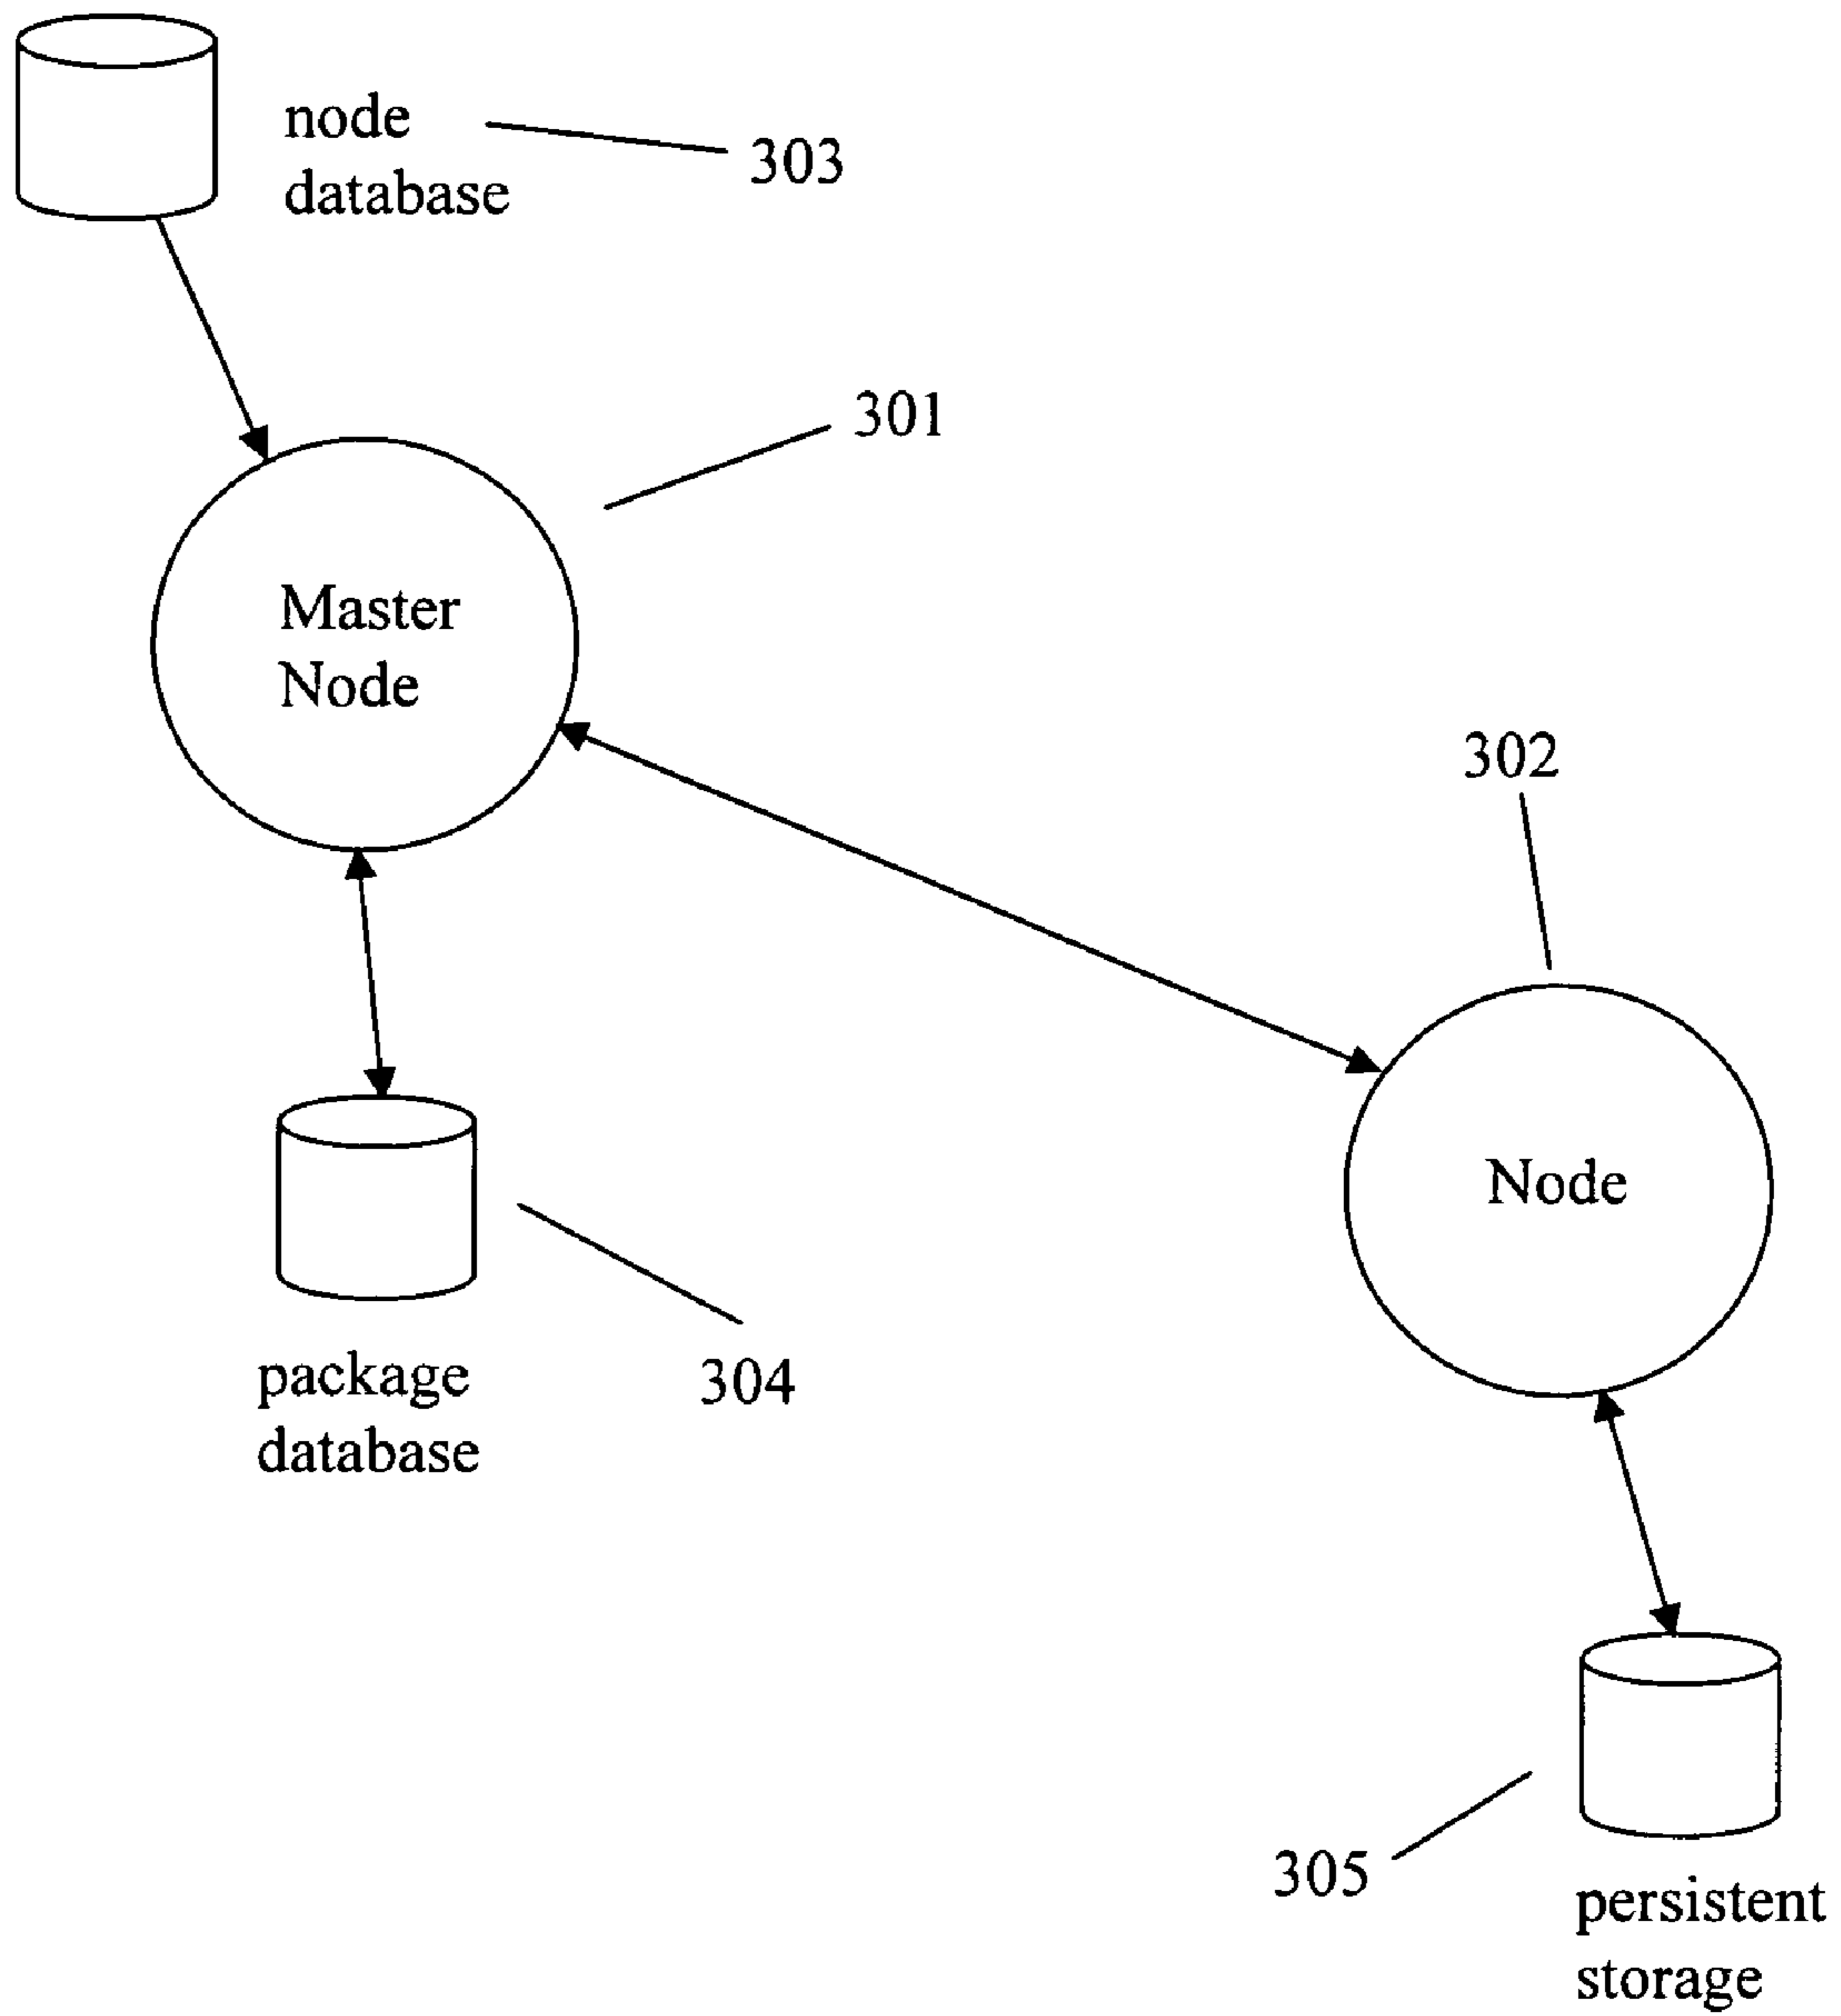 node
database
303
301
Master
Node
302
Node
package
database
304
305
persistent
storage